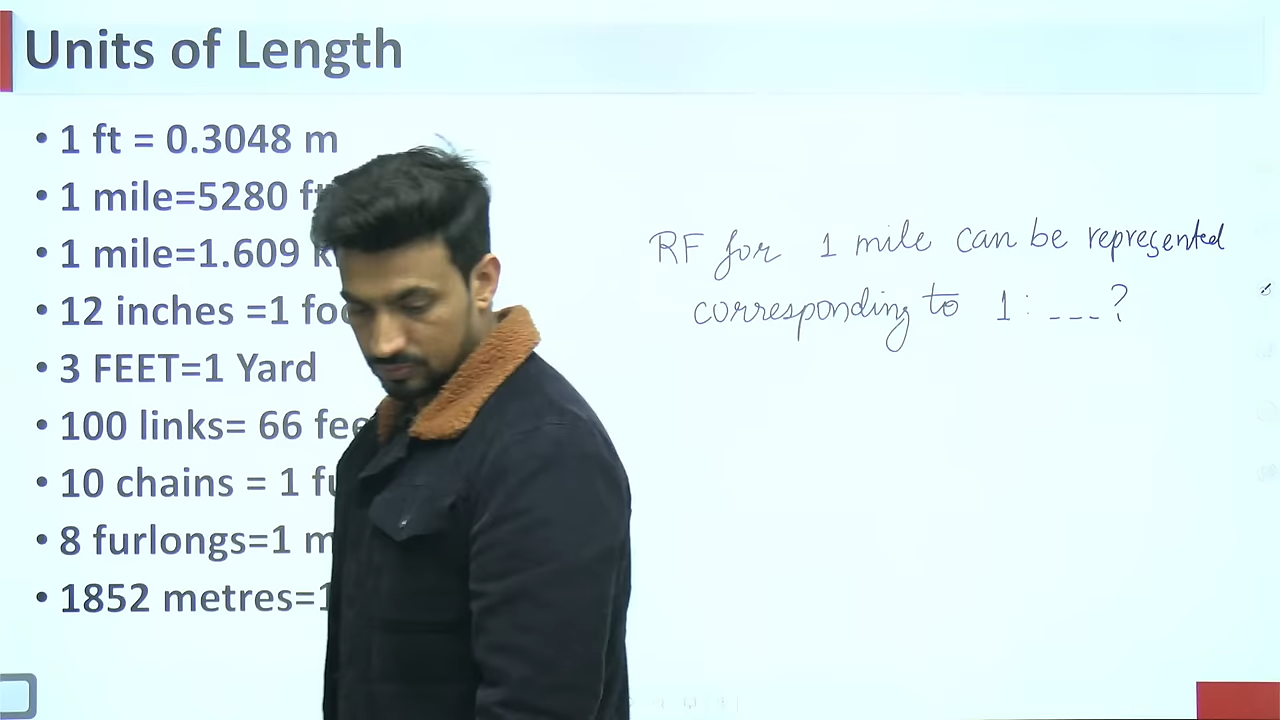 Units of Length
• 1 ft = 0.3048 m
• 1 mile=5280
• 1 mile=1.609
• 12 inches =1
• 3 FEET=1 Yard
• 100 links= 66
• 10 chains = 1
• 8 furlongs=1
• 1852 metres=1
RF for 1 mile can be represented
corresponding to 1: ---?